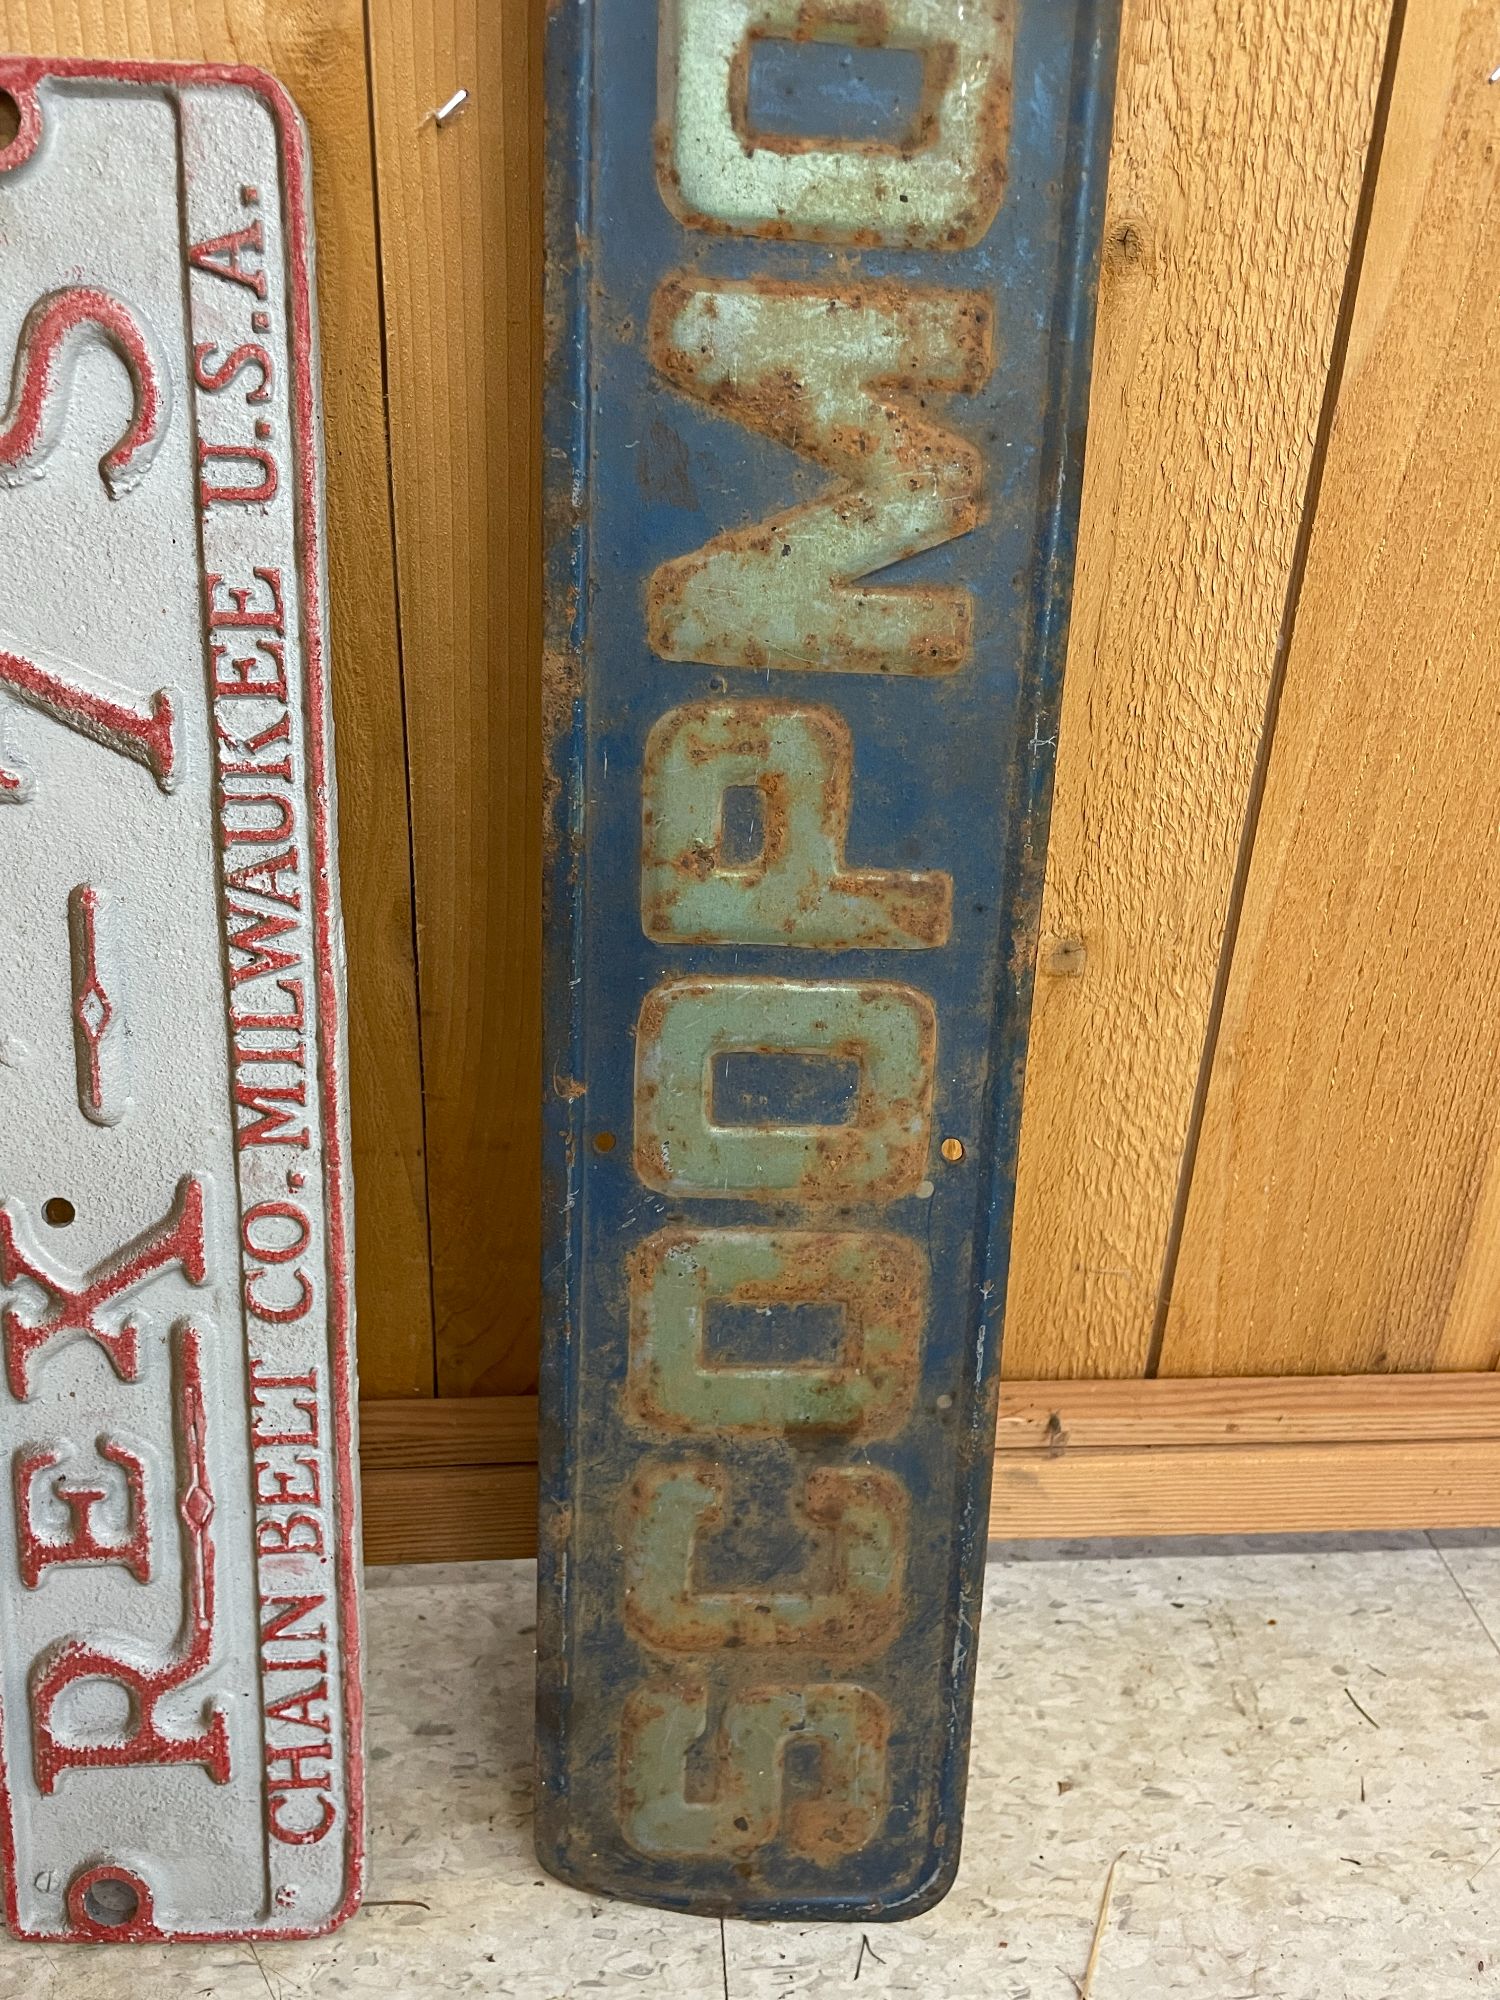 REX - S
CHAIN BELT CO. MILWAUKEE U.S.A.
SCOOPMO